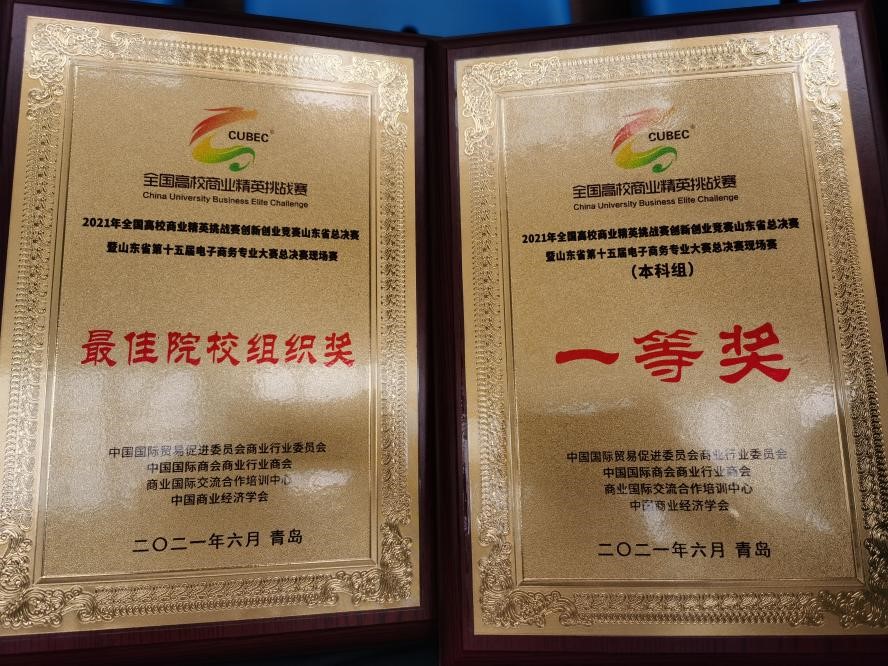 CUBEC®
全国高校商业精英挑战赛
China University Business Elite Challenge
2021年全国高校商业精英挑战赛创新创业竞赛山东省总决赛
暨山东省第十五届电子商务专业大赛总决赛现场赛
最佳院校组织奖
中国国际贸易促进委员会商业行业委员会
中国国际商会商业行业商会
商业国际交流合作培训中心
中国商业经济学会
二〇二一年六月 青岛
CUBEC®
全国高校商业精英挑战赛
China University Business Elite Challenge
2021年全国高校商业精英挑战赛创新创业竞赛山东省总决赛
暨山东省第十五届电子商务专业大赛总决赛现场赛
（本科组）
一等奖
中国国际贸易促进委员会商业行业委员会
中国国际商会商业行业商会
商业国际交流合作培训中心
中国商业经济学会
二〇二一年六月 青岛